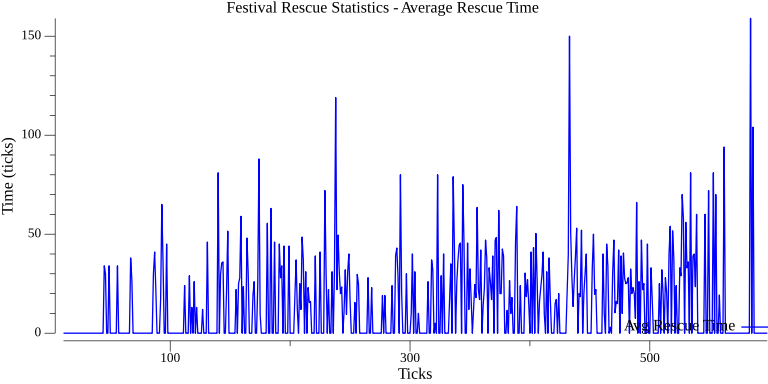 Festival Rescue Statistics - Average Rescue Time
Time (ticks)
150
100
50
0
Avg Rescue Time
100
300
500
Ticks